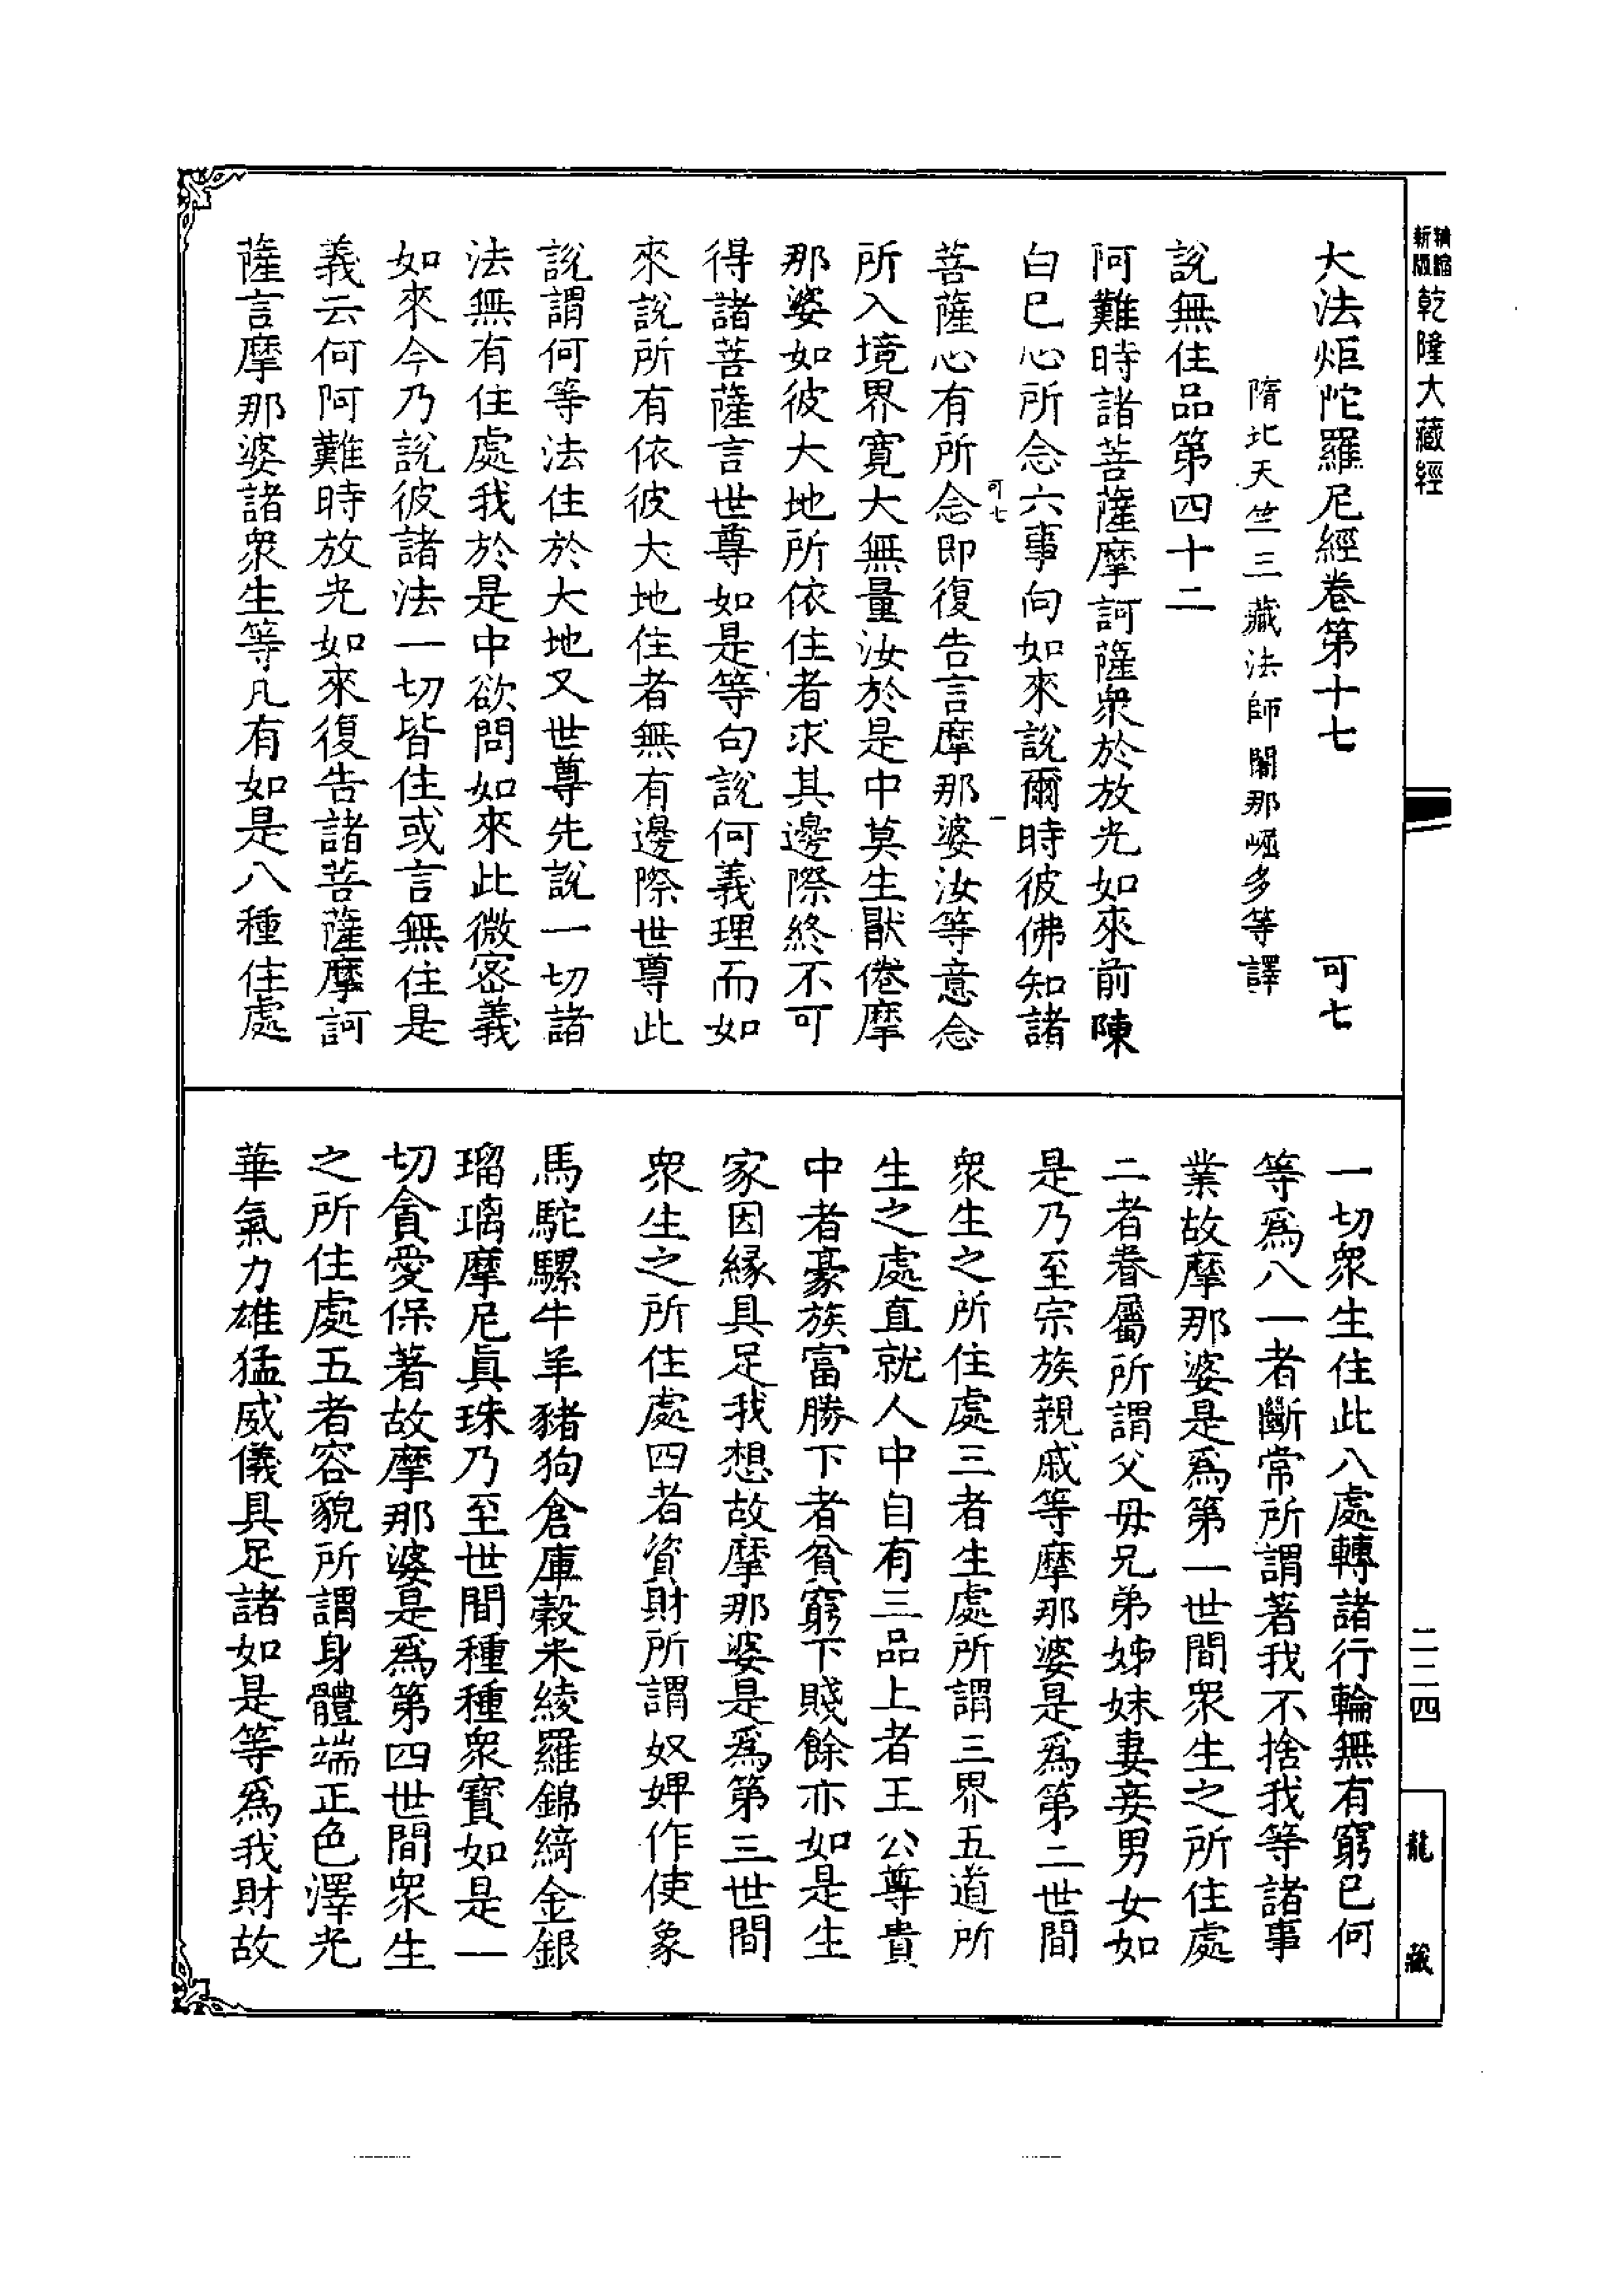 精縮新版乾隆大藏經
大法炬陀羅尼經卷第十七 可七
隋北天竺三藏法師闍那崛多等譯
說無住品第四十二
阿難時諸菩薩摩訶薩衆於放光如來前陳
白已心所念六事向如來說爾時彼佛知諸
可七 一
菩薩心有所念即復告言摩那婆汝等意念
所入境界寬大無量汝於是中莫生厭倦摩
那婆如彼大地所依住者求其邊際終不可
得諸菩薩言世尊如是等句說何義理而如
來說所有依彼大地住者無有邊際世尊此
說謂何等法住於大地又世尊先說一切諸
法無有住處我於是中欲問如來此微密義
如來今乃說彼諸法一切皆住或言無住是
義云何阿難時放光如來復告諸菩薩摩訶
薩言摩那婆諸衆生等凡有如是八種住處
一切衆生住此八處轉諸行輪無有窮已何
等爲八一者斷常所謂著我不捨我等諸事
業故摩那婆是爲第一世間衆生之所住處
二者眷屬所謂父母兄弟姊妹妻妾男女如
是乃至宗族親戚等摩那婆是爲第二世間
衆生之所住處三者生處所謂三界五道所
生之處直就人中自有三品上者王公尊貴
中者豪族富勝下者貧窮下賤餘亦如是生
家因緣具足我想故摩那婆是爲第三世間
衆生之所住處四者資財所謂奴婢作使象
馬駝騾牛羊豬狗倉庫穀米綾羅錦綺金銀
瑠璃摩尼眞珠乃至世間種種衆寶如是一
切貪愛保著故摩那婆是爲第四世間衆生
之所住處五者容貌所謂身體端正色澤光
華氣力雄猛威儀具足諸如是等爲我財故
二二四
龍藏